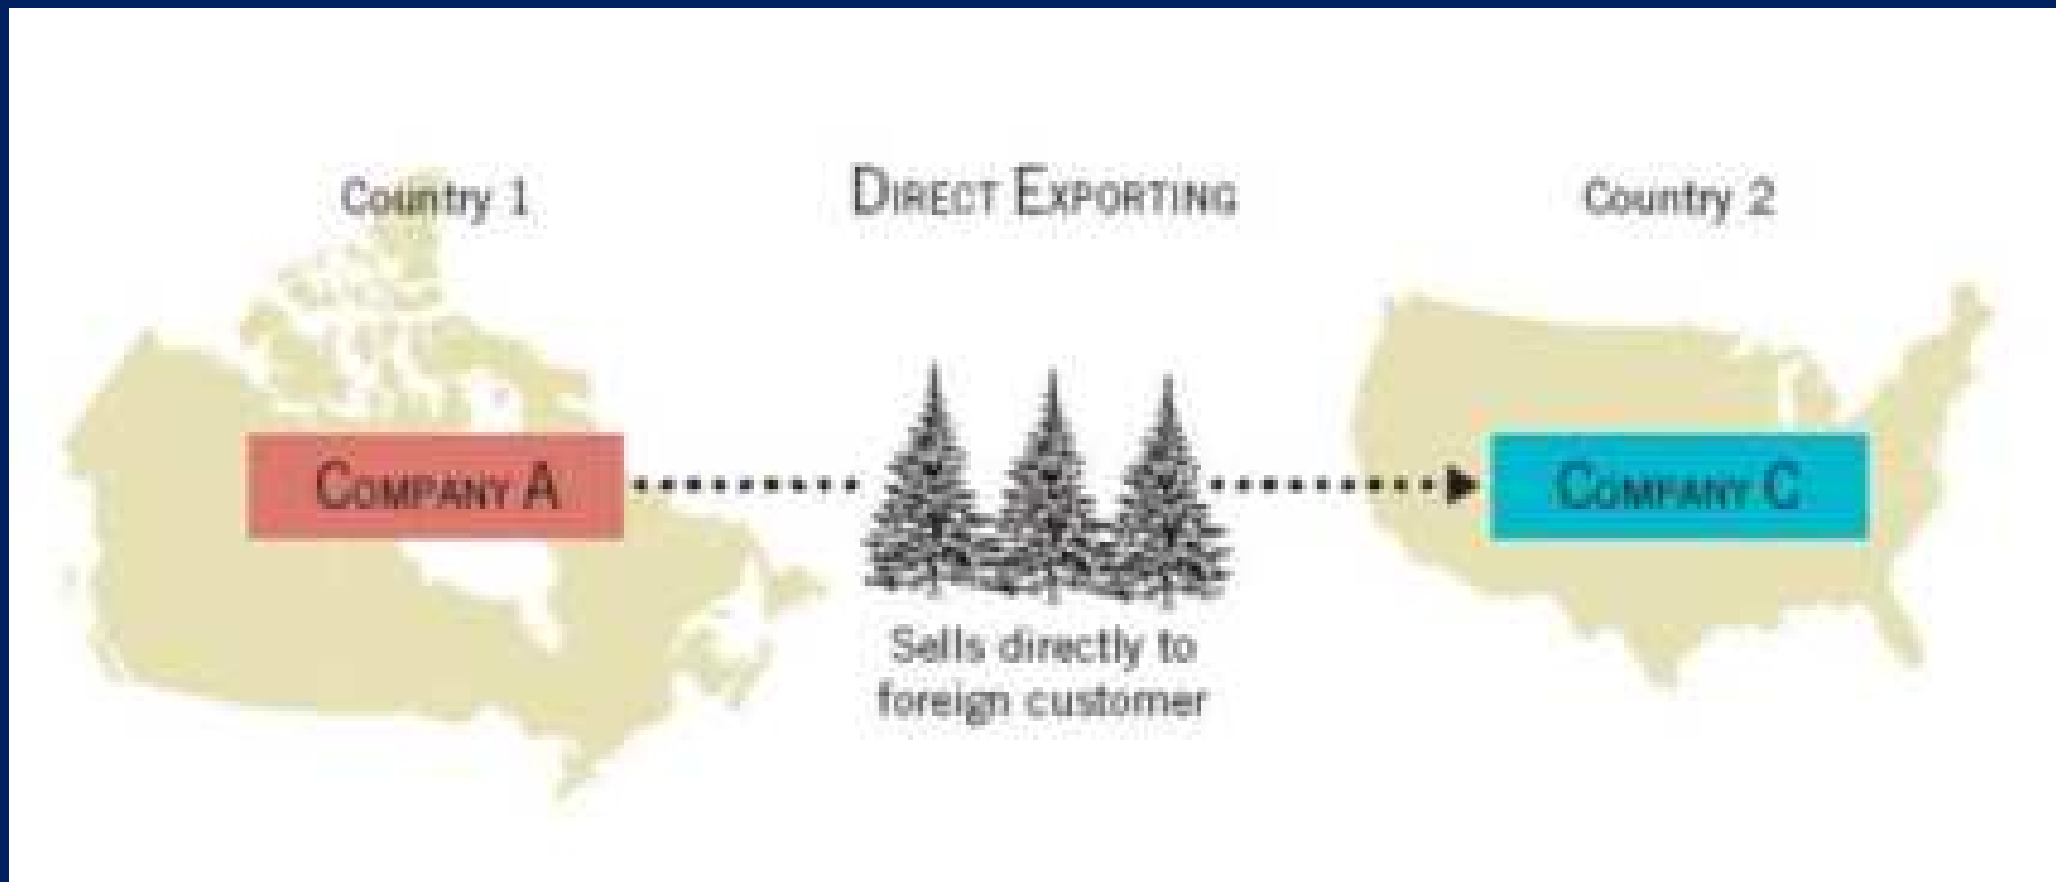 Country 1
DIRECT EXPORTING
Country 2
COMPANY A
COMPANY C
Sells directly to
foreign customer